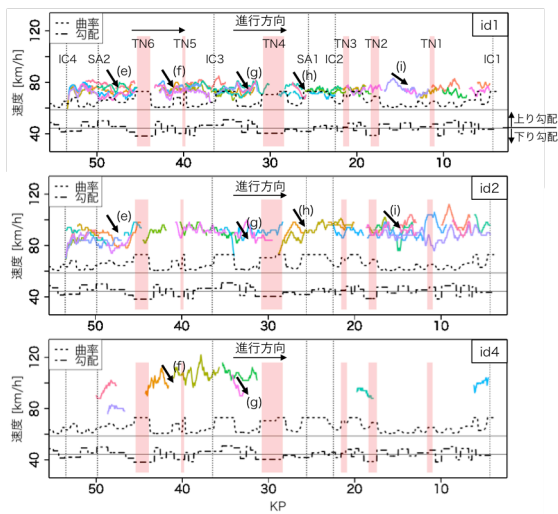 進行方向 進行方向 id1
曲率
勾配
TN6 TN5 TN4 TN3 TN2 TN1
IC4 SA2 IC3 SA1 IC2 IC1
(e) (f) (g) (h) (i)
速度 [km/h]
120
80
40
上り勾配
下り勾配
50 40 30 20 10
進行方向 id2
曲率
勾配
(e) (g) (h) (i)
速度 [km/h]
120
80
40
50 40 30 20 10
進行方向 id4
曲率
勾配
(f) (g)
速度 [km/h]
120
80
40
50 40 30 20 10
KP